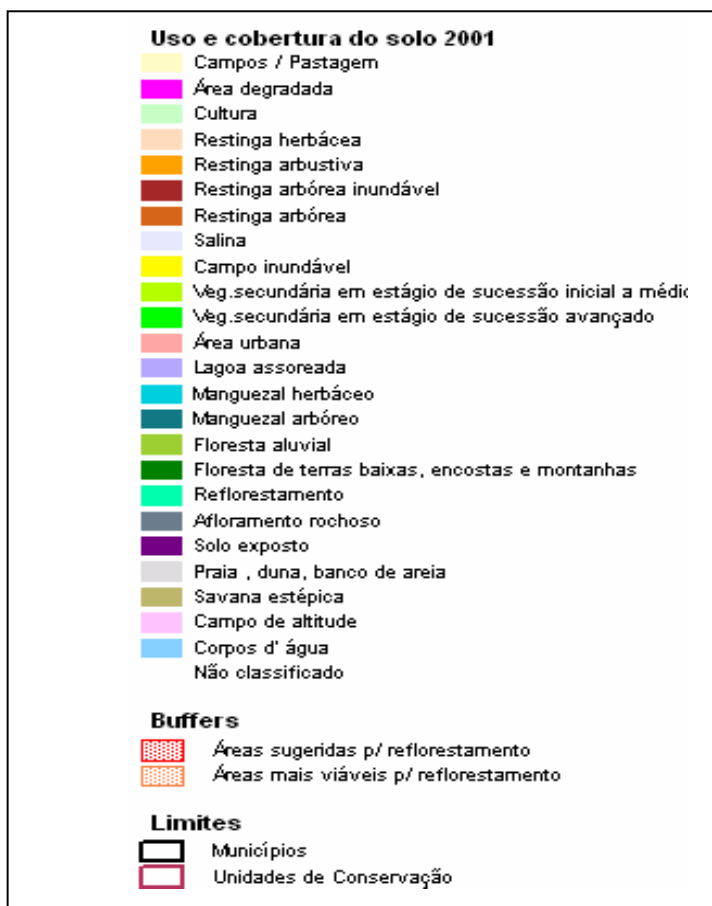 Uso e cobertura do solo 2001
Campos / Pastagem
Área degradada
Cultura
Restinga herbácea
Restinga arbustiva
Restinga arbórea inundável
Restinga arbórea
Salina
Campo inundável
Veg.secundária em estágio de sucessão inicial a médic
Veg.secundária em estágio de sucessão avançado
Área urbana
Lagoa assoreada
Manguezal herbáceo
Manguezal arbóreo
Floresta aluvial
Floresta de terras baixas, encostas e montanhas
Reflorestamento
Afloramento rochoso
Solo exposto
Praia , duna, banco de areia
Savana estépica
Campo de altitude
Corpos d' água
Não classificado
Buffers
Áreas sugeridas p/ reflorestamento
Áreas mais viáveis p/ reflorestamento
Limites
Municípios
Unidades de Conservação